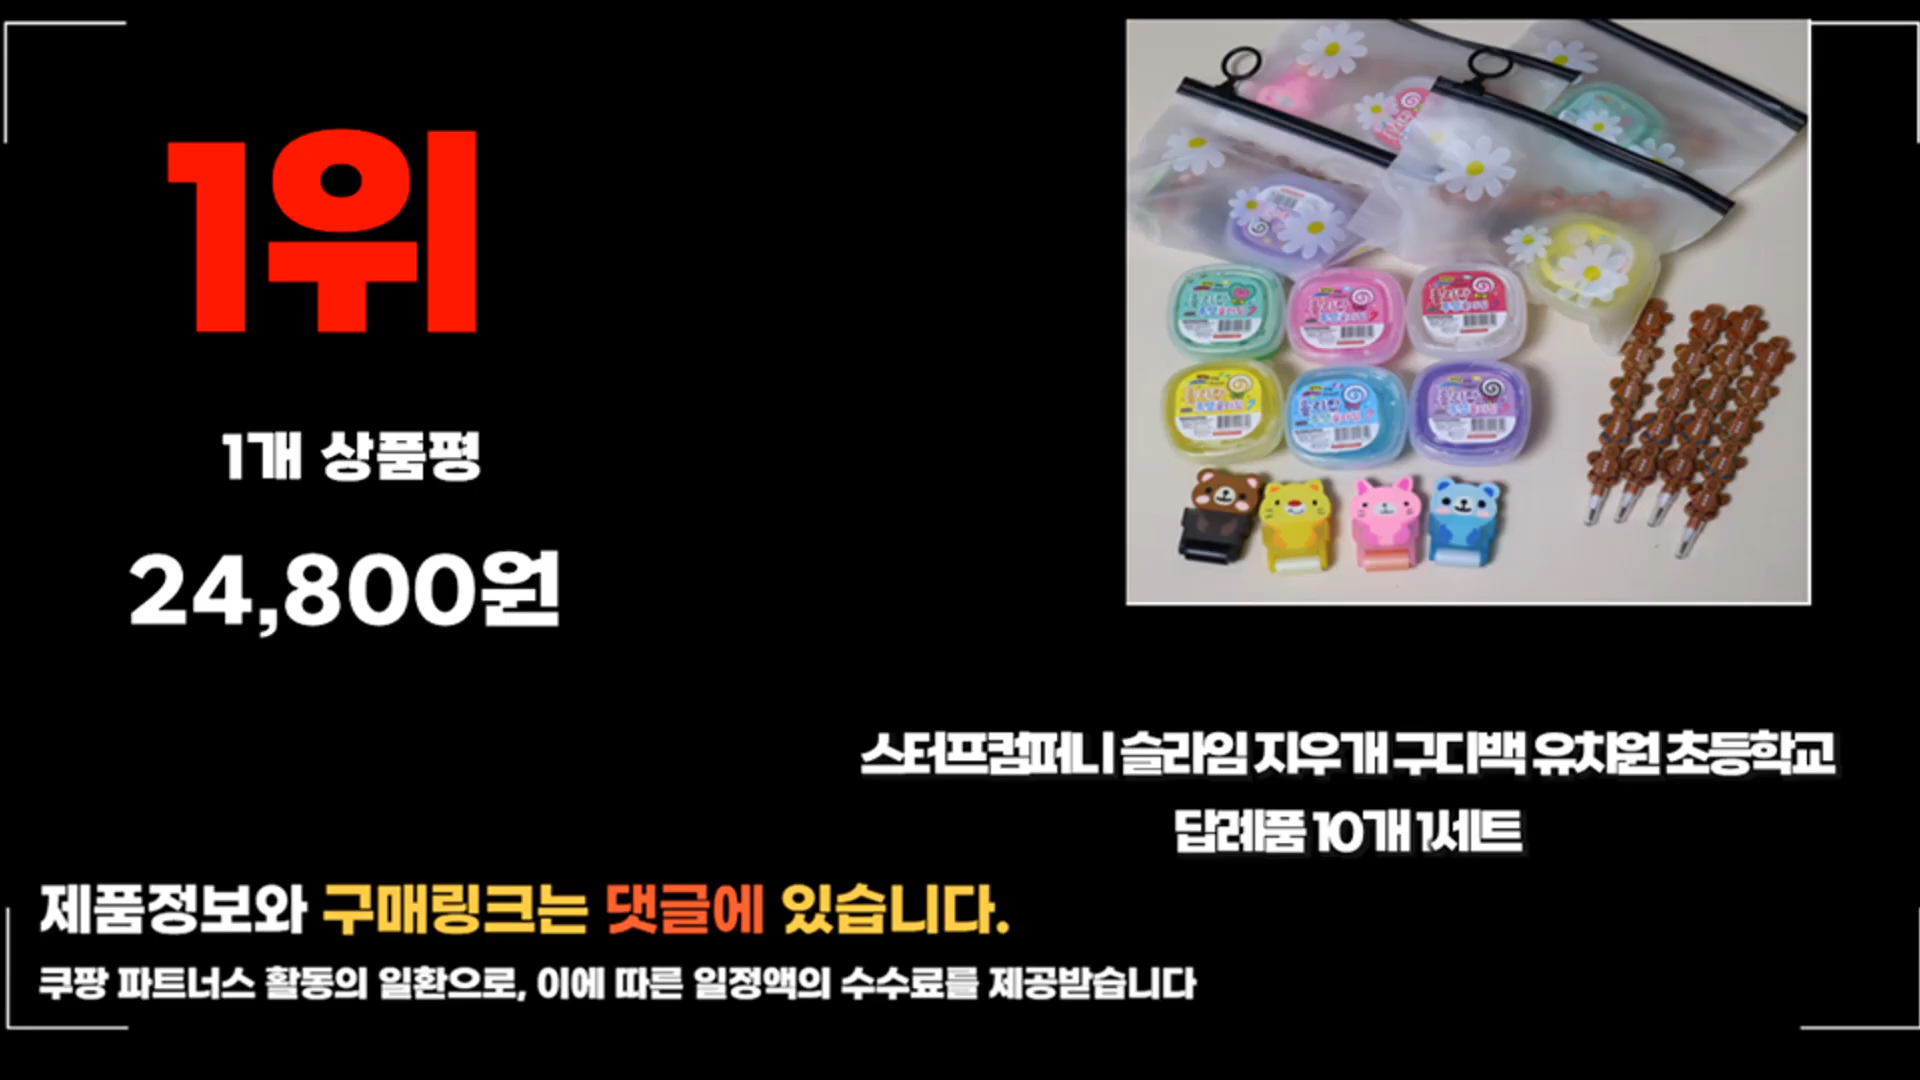 1위
1개 상품평
24,800원
스터프컴퍼니 슬라임 지우개 구디백 유치원 초등학교
답례품 10개 1세트
제품정보와 구매링크는 댓글에 있습니다.
쿠팡 파트너스 활동의 일환으로, 이에 따른 일정액의 수수료를 제공받습니다